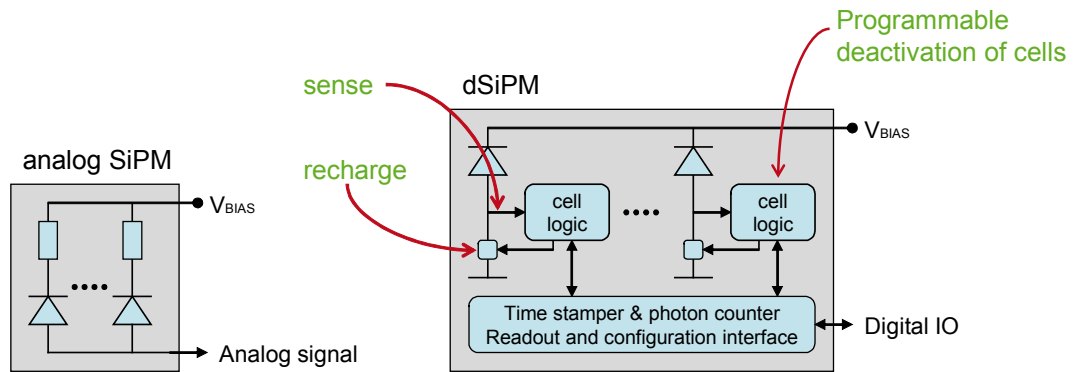 analog SiPM
VBIAS
Analog signal
dSiPM
sense
recharge
Programmable
deactivation of cells
VBIAS
cell
logic
cell
logic
Time stamper & photon counter
Readout and configuration interface
Digital IO